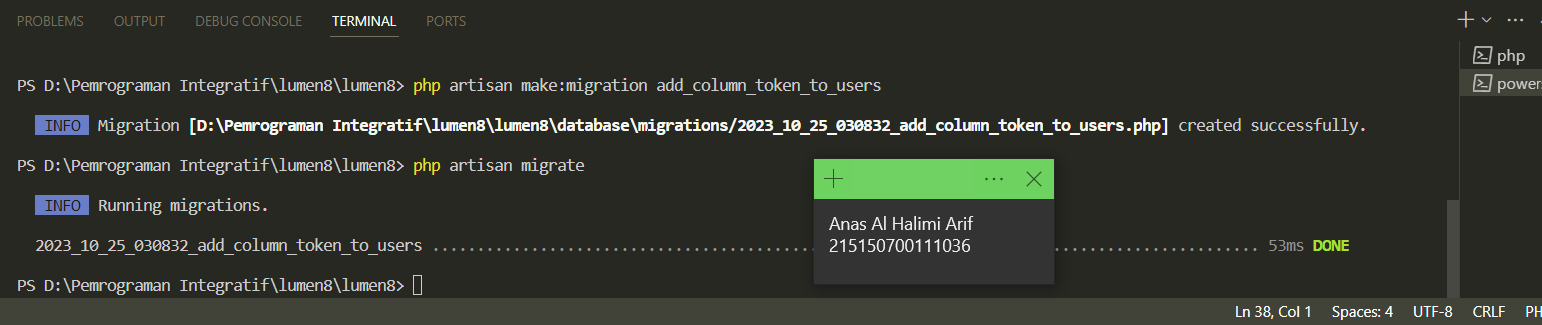 PROBLEMS OUTPUT DEBUG CONSOLE TERMINAL PORTS
php
powers
PS D:\Pemrograman Integratif\lumen8\lumen8> php artisan make:migration add_column_token_to_users
INFO Migration [D:\Pemrograman Integratif\lumen8\lumen8\database\migrations/2023_10_25_030832_add_column_token_to_users.php] created successfully.
PS D:\Pemrograman Integratif\lumen8\lumen8> php artisan migrate
INFO Running migrations.
2023_10_25_030832_add_column_token_to_users ........................................... 53ms DONE
Anas Al Halimi Arif
215150700111036
PS D:\Pemrograman Integratif\lumen8\lumen8>
Ln 38, Col 1 Spaces: 4 UTF-8 CRLF PH